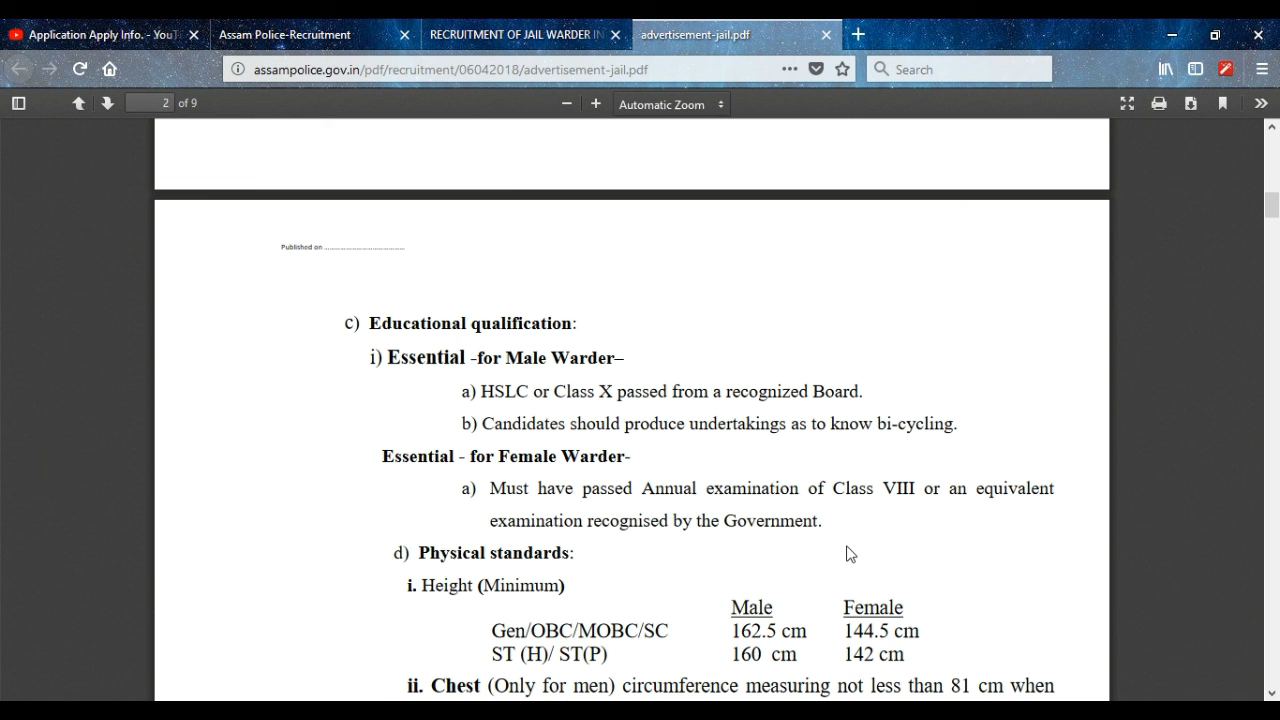 Application Apply Info. - YouT
Assam Police-Recruitment
RECRUITMENT OF JAIL WARDER IN
advertisement-jail.pdf
assampolice.gov.in/pdf/recruitment/06042018/advertisement-jail.pdf
Search
2 of 9
Automatic Zoom
Published on ........................................
c) Educational qualification:
i) Essential -for Male Warder–
a) HSLC or Class X passed from a recognized Board.
b) Candidates should produce undertakings as to know bi-cycling.
Essential - for Female Warder-
a) Must have passed Annual examination of Class VIII or an equivalent
examination recognised by the Government.
d) Physical standards:
i. Height (Minimum)
Male Female
Gen/OBC/MOBC/SC 162.5 cm 144.5 cm
ST (H)/ ST(P) 160 cm 142 cm
ii. Chest (Only for men) circumference measuring not less than 81 cm when